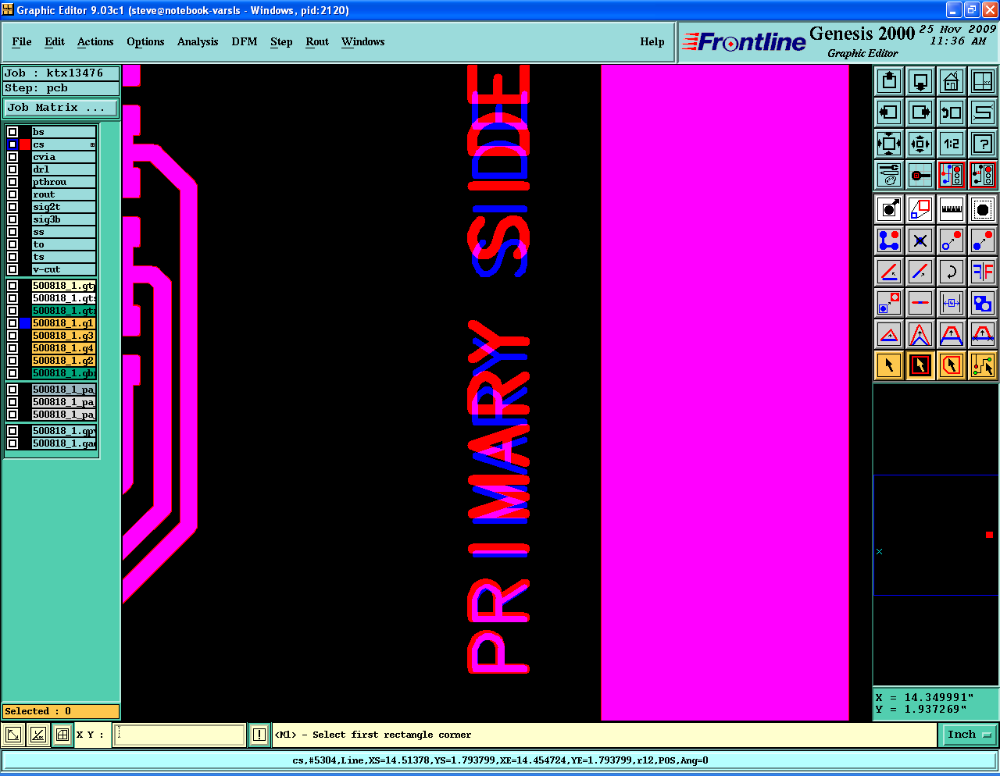 Graphic Editor 9.03c1 (steve@notebook-varsls - Windows, pid:2120)
File Edit Actions Options Analysis DFM Step Rout Windows Help
Frontline
Genesis 2000
Graphic Editor
25 Nov 2009
11:36 AM
Job : ktx13476
Step: pcb
Job Matrix ...
bs
cs
cvia
drl
pthrou
rout
sig2t
sig3b
ss
to
ts
v-cut
500818_1.gt
500818_1.gt
500818_1.gt
500818_1.g1
500818_1.g3
500818_1.g4
500818_1.g2
500818_1.gb
500818_1_pa_
500818_1_pa_
500818_1_pa_
500818_1.gp
500818_1.ga
PRIMARY SIDE
1:2
?
F F
X = 14.349991"
Y = 1.937269"
Selected : 0
X Y :
!
<M1> - Select first rectangle corner
Inch
cs,#5304,Line,XS=14.51378,YS=1.793799,XE=14.454724,YE=1.793799,r12,POS,Ang=0